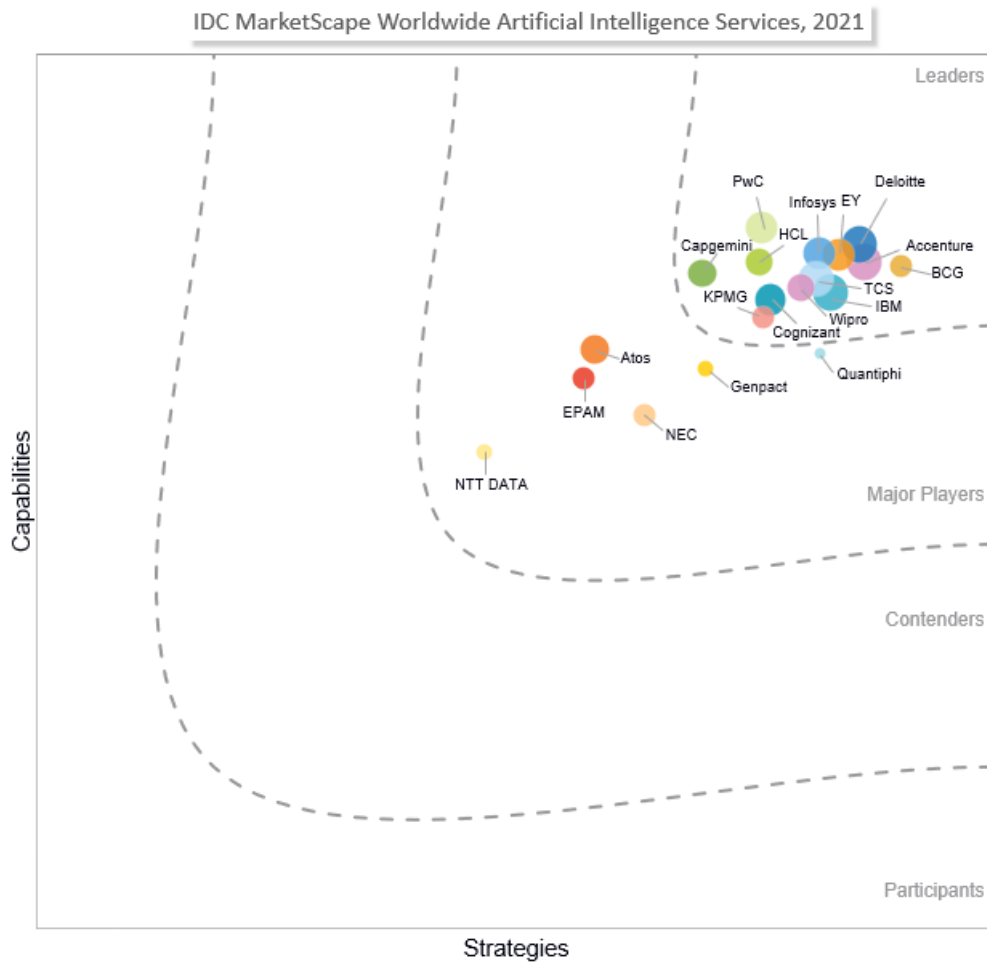 IDC MarketScape Worldwide Artificial Intelligence Services, 2021
Leaders
PwC
Deloitte
Infosys
EY
HCL
Capgemini
Accenture
BCG
TCS
KPMG
IBM
Wipro
Cognizant
Atos
Quantiphi
Genpact
EPAM
NEC
NTT DATA
Major Players
Capabilities
Contenders
Participants
Strategies